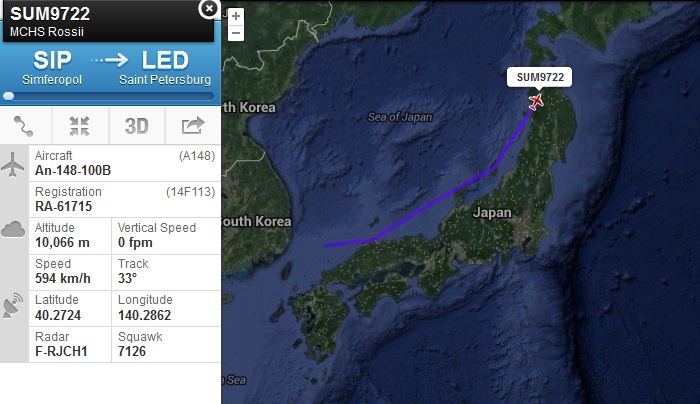 SUM9722
MCHS Rossii
SIP LED
Simferopol Saint Petersburg
3D
Aircraft (A148)
An-148-100B
Registration (14F113)
RA-61715
Altitude Vertical Speed
10,066 m 0 fpm
Speed Track
594 km/h 33°
Latitude Longitude
40.2724 140.2862
Radar Squawk
F-RJCH1 7126
+
−
SUM9722
th Korea
Sea of Japan
South Korea
Japan
a Sea